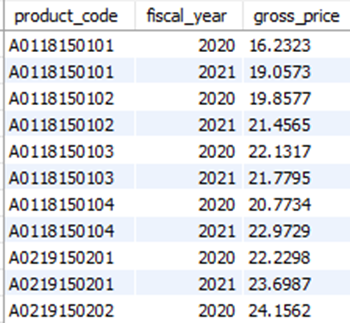 product_code fiscal_year gross_price
A0118150101 2020 16.2323
A0118150101 2021 19.0573
A0118150102 2020 19.8577
A0118150102 2021 21.4565
A0118150103 2020 22.1317
A0118150103 2021 21.7795
A0118150104 2020 20.7734
A0118150104 2021 22.9729
A0219150201 2020 22.2298
A0219150201 2021 23.6987
A0219150202 2020 24.1562